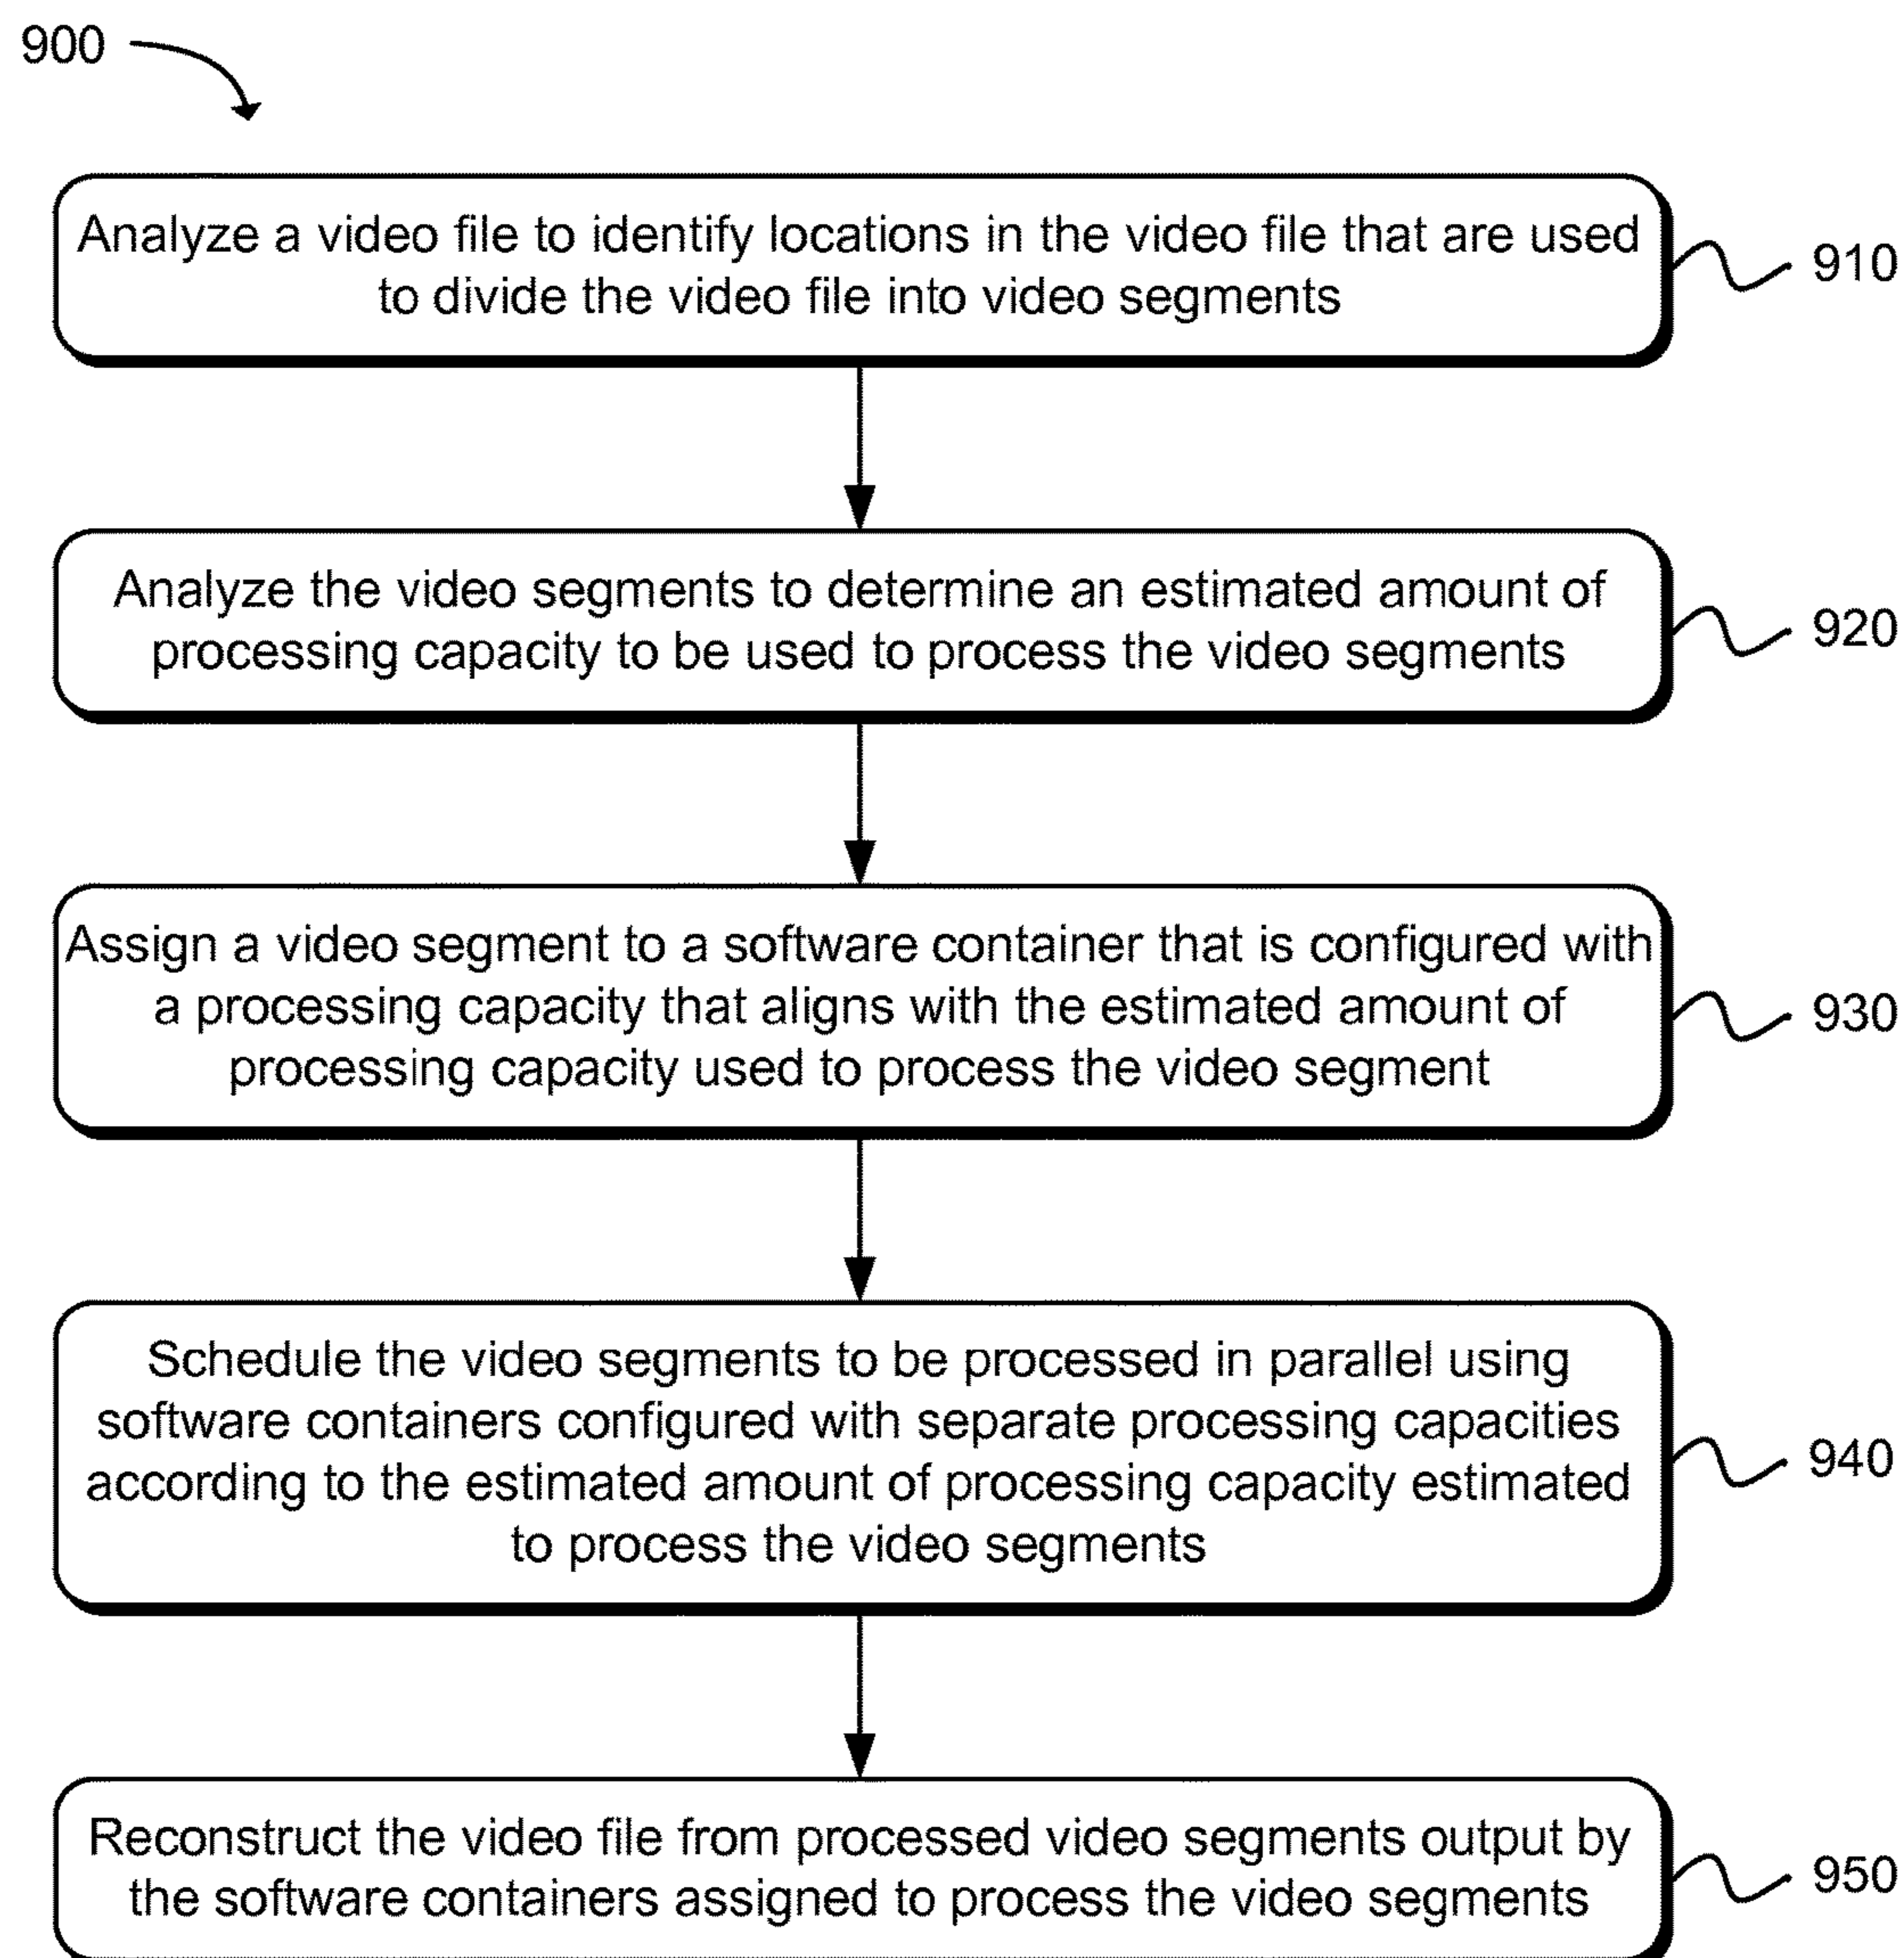 900
Analyze a video file to identify locations in the video file that are used
to divide the video file into video segments
910
Analyze the video segments to determine an estimated amount of
processing capacity to be used to process the video segments
920
Assign a video segment to a software container that is configured with
a processing capacity that aligns with the estimated amount of
processing capacity used to process the video segment
930
Schedule the video segments to be processed in parallel using
software containers configured with separate processing capacities
according to the estimated amount of processing capacity estimated
to process the video segments
940
Reconstruct the video file from processed video segments output by
the software containers assigned to process the video segments
950